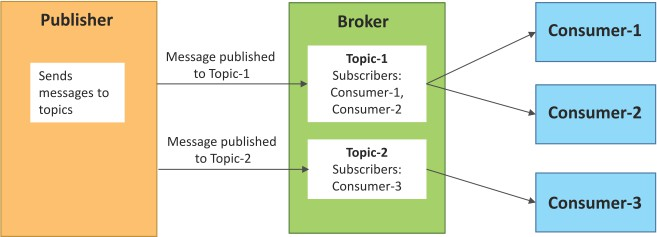 Publisher
Sends
messages to
topics
Message published
to Topic-1
Message published
to Topic-2
Broker
Topic-1
Subscribers:
Consumer-1,
Consumer-2
Topic-2
Subscribers:
Consumer-3
Consumer-1
Consumer-2
Consumer-3